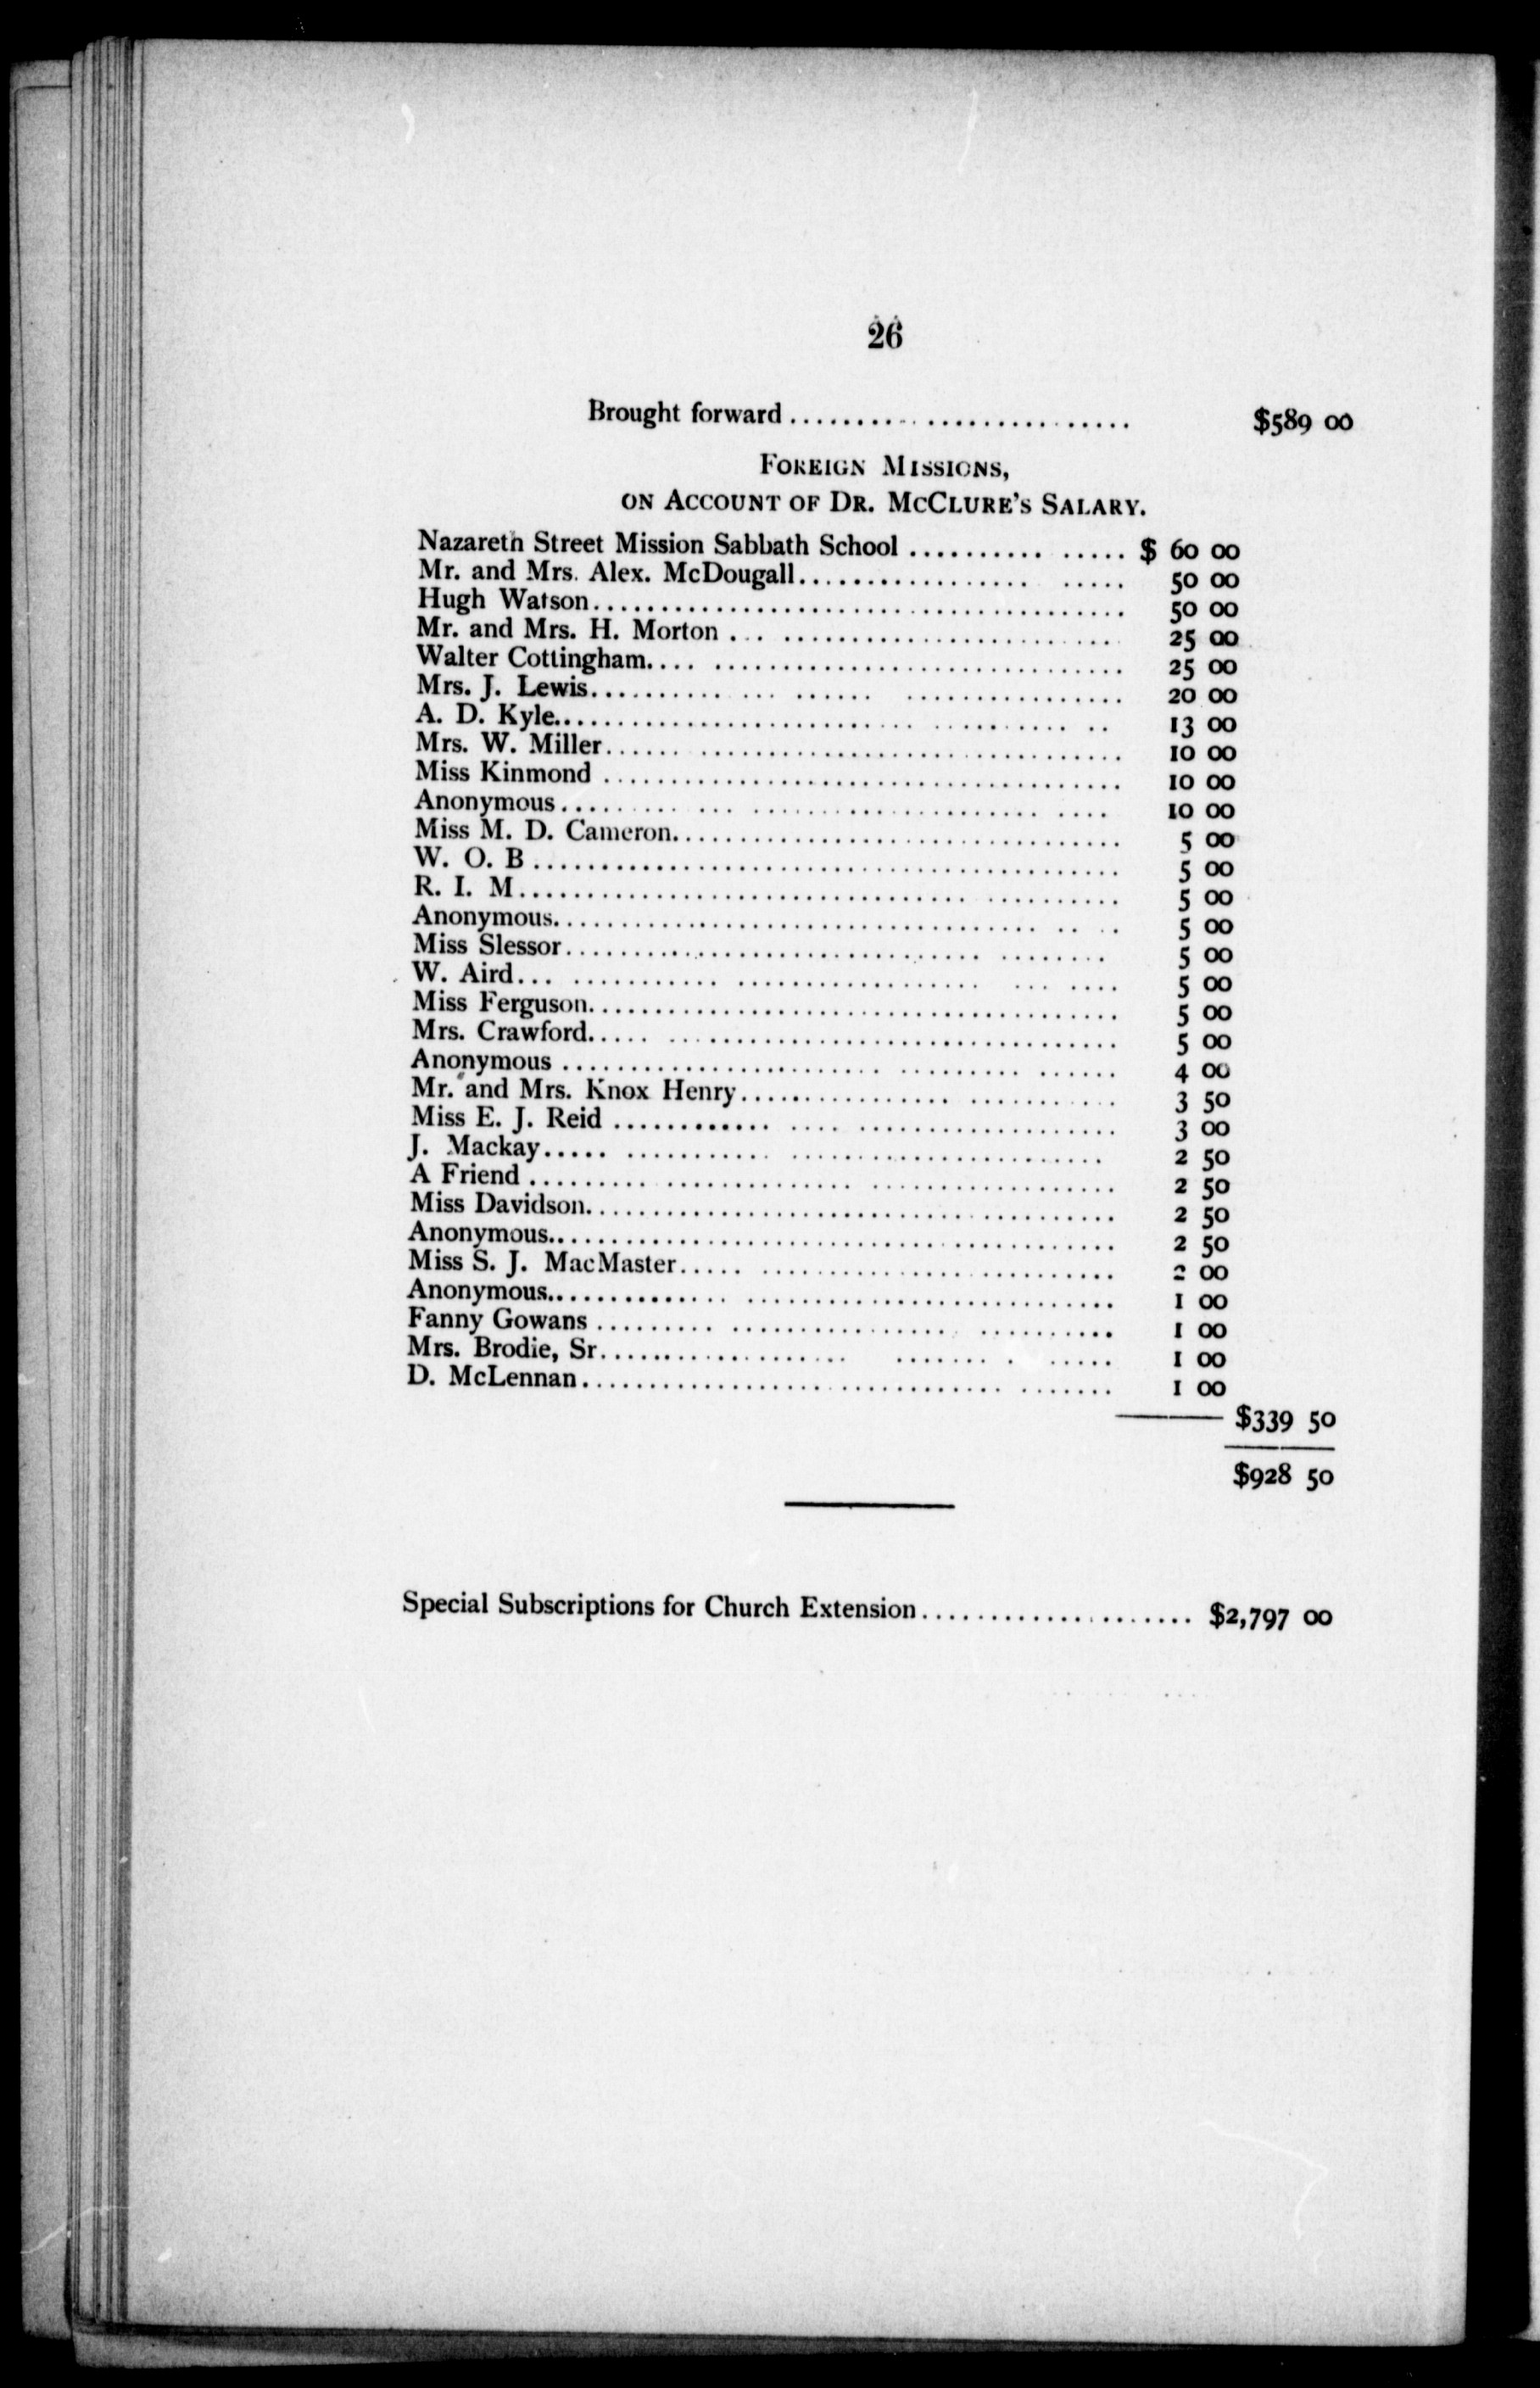 26
Brought forward.......................... $589 00
FOREIGN MISSIONS,
ON ACCOUNT OF DR. MCCLURE'S SALARY.
Nazareth Street Mission Sabbath School ............... $ 60 00
Mr. and Mrs. Alex. McDougall....................... 50 00
Hugh Watson....................................... 50 00
Mr. and Mrs. H. Morton ............................ 25 00
Walter Cottingham.................................. 25 00
Mrs. J. Lewis...................................... 20 00
A. D. Kyle......................................... 13 00
Mrs. W. Miller..................................... 10 00
Miss Kinmond ...................................... 10 00
Anonymous.......................................... 10 00
Miss M. D. Cameron................................. 5 00
W. O. B............................................ 5 00
R. I. M............................................ 5 00
Anonymous.......................................... 5 00
Miss Slessor....................................... 5 00
W. Aird............................................ 5 00
Miss Ferguson...................................... 5 00
Mrs. Crawford...................................... 5 00
Anonymous ......................................... 4 00
Mr. and Mrs. Knox Henry............................ 3 50
Miss E. J. Reid ................................... 3 00
J. Mackay.......................................... 2 50
A Friend .......................................... 2 50
Miss Davidson...................................... 2 50
Anonymous.......................................... 2 50
Miss S. J. MacMaster............................... 2 00
Anonymous.......................................... 1 00
Fanny Gowans ...................................... 1 00
Mrs. Brodie, Sr.................................... 1 00
D. McLennan........................................ 1 00
$339 50
$928 50
Special Subscriptions for Church Extension.................... $2,797 00